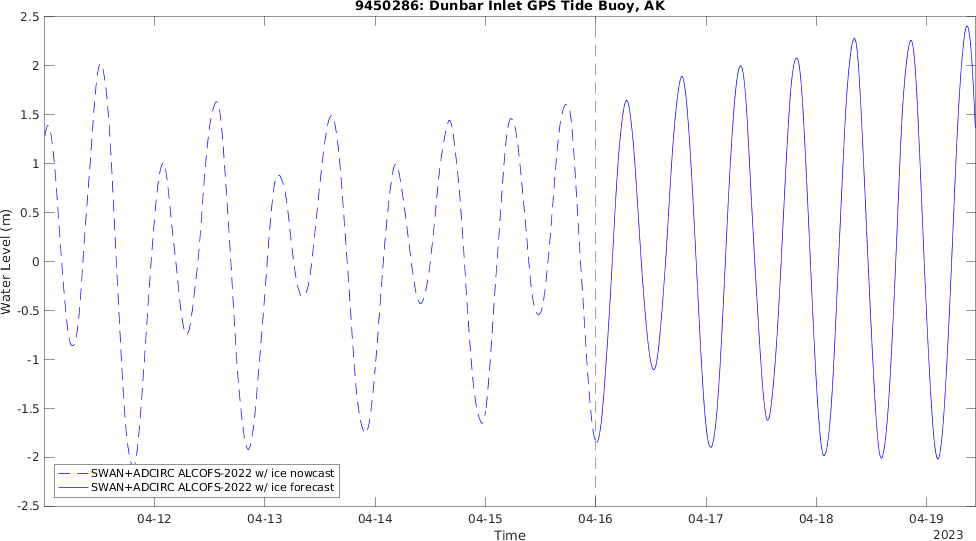 9450286: Dunbar Inlet GPS Tide Buoy, AK
2.5
2
1.5
1
0.5
0
-0.5
-1
-1.5
-2
-2.5
Water Level (m)
SWAN+ADCIRC ALCOFS-2022 w/ ice nowcast
SWAN+ADCIRC ALCOFS-2022 w/ ice forecast
04-12 04-13 04-14 04-15 04-16 04-17 04-18 04-19
Time
2023